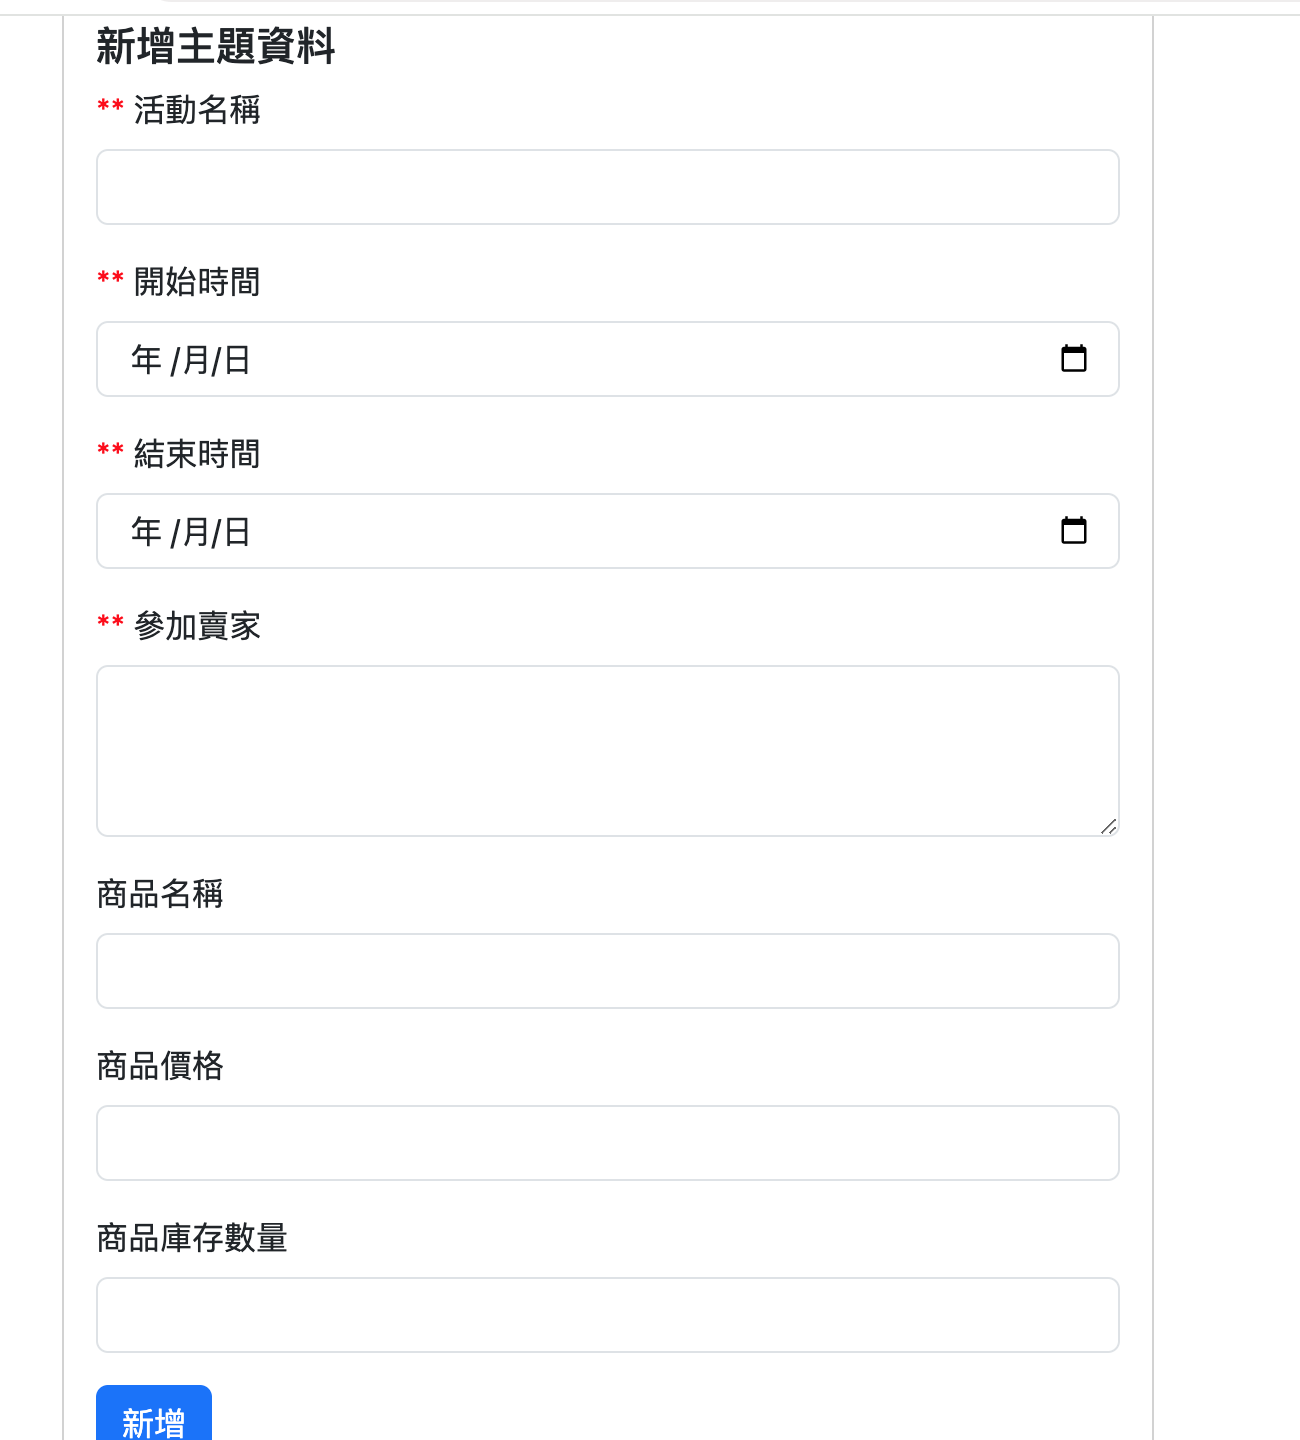 新增主題資料
** 活動名稱
** 開始時間
年 /月/日
** 結束時間
年 /月/日
** 參加賣家
商品名稱
商品價格
商品庫存數量
新增